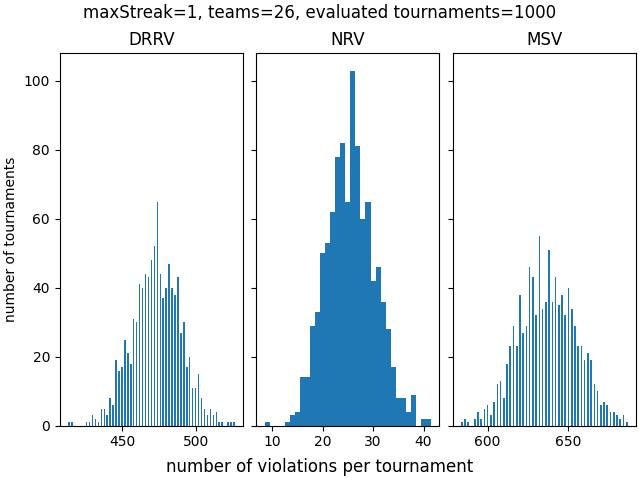 maxStreak=1, teams=26, evaluated tournaments=1000
DRRV NRV MSV
number of tournaments
100
80
60
40
20
0
450 500 10 20 30 40 600 650
number of violations per tournament